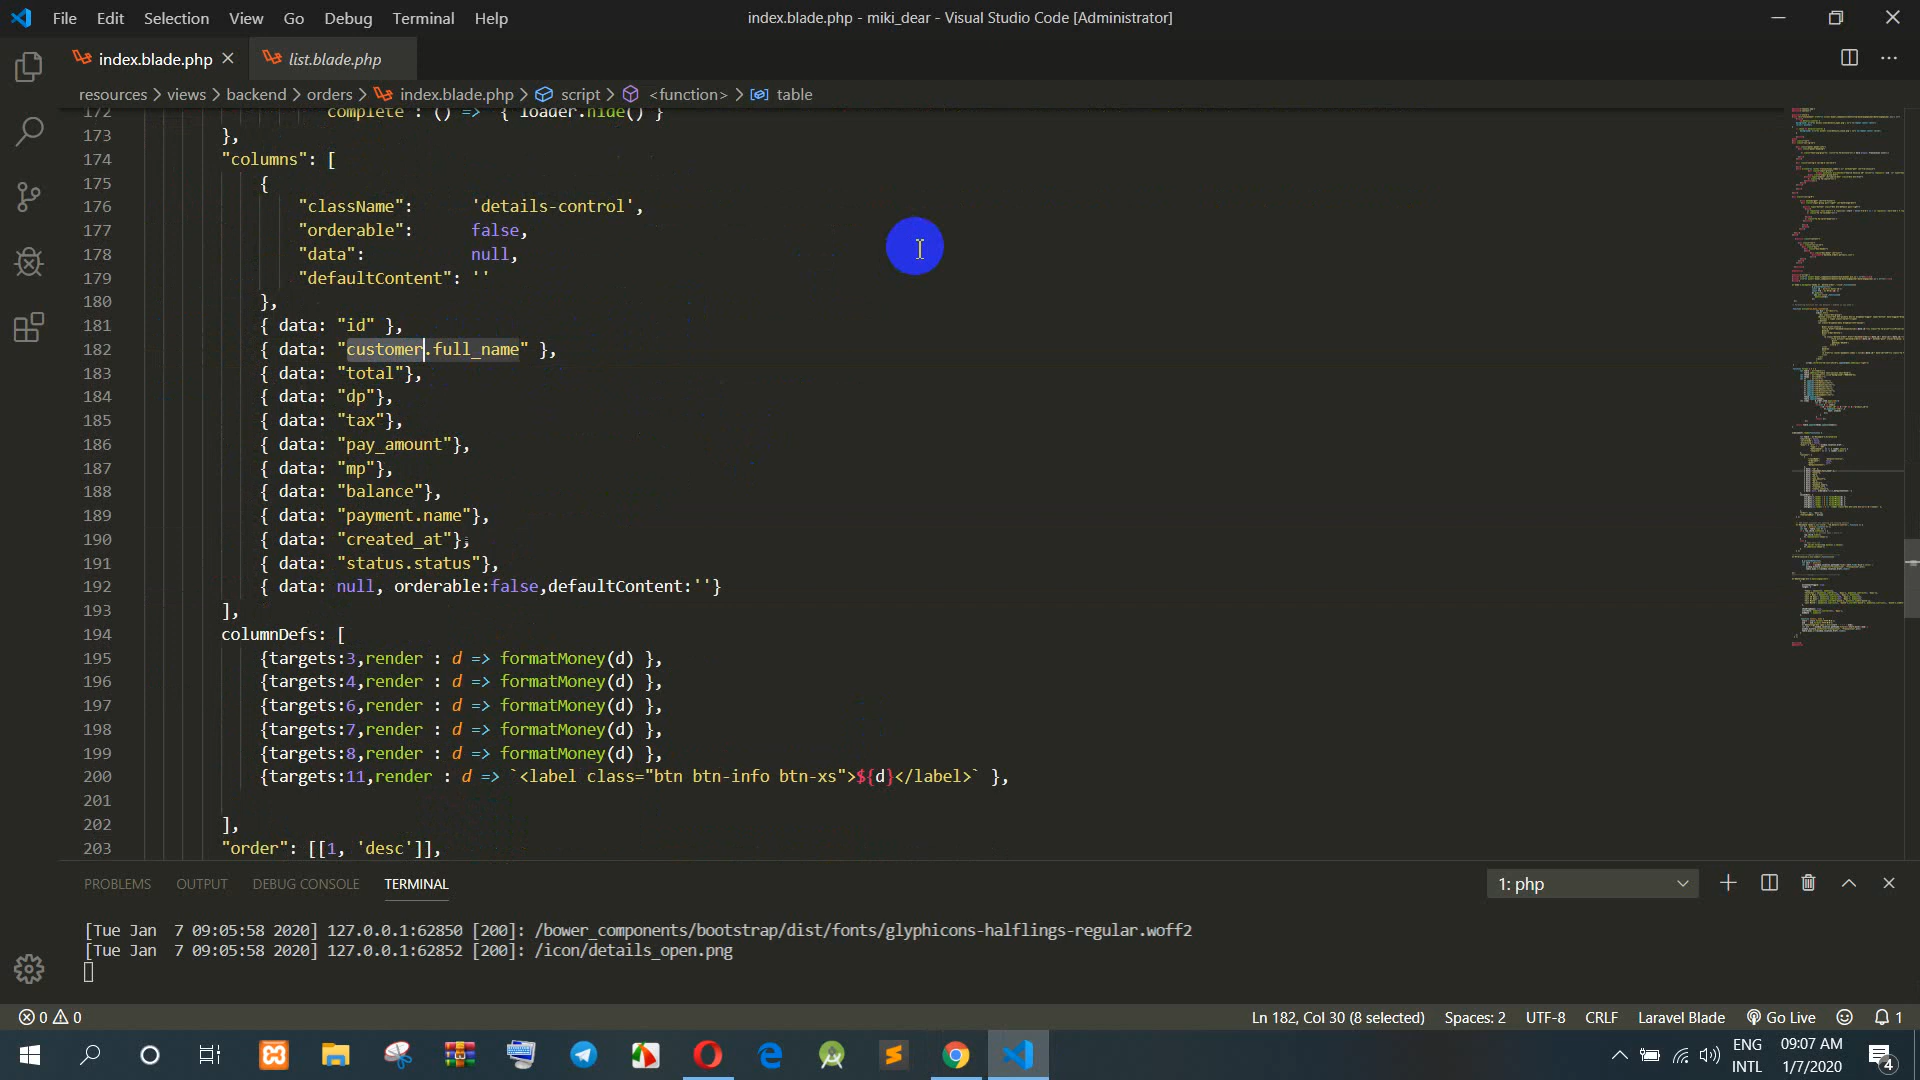 File Edit Selection View Go Debug Terminal Help
index.blade.php - miki_dear - Visual Studio Code [Administrator]
index.blade.php
list.blade.php
resources > views > backend > orders > index.blade.php > script > <function> > table
172 complete : () => { loader.hide() }
173 },
174 "columns": [
175 {
176 "className": 'details-control',
177 "orderable": false,
178 "data": null,
179 "defaultContent": ''
180 },
181 { data: "id" },
182 { data: "customer.full_name" },
183 { data: "total"},
184 { data: "dp"},
185 { data: "tax"},
186 { data: "pay_amount"},
187 { data: "mp"},
188 { data: "balance"},
189 { data: "payment.name"},
190 { data: "created_at"},
191 { data: "status.status"},
192 { data: null, orderable:false,defaultContent:''}
193 ],
194 columnDefs: [
195 {targets:3,render : d => formatMoney(d) },
196 {targets:4,render : d => formatMoney(d) },
197 {targets:6,render : d => formatMoney(d) },
198 {targets:7,render : d => formatMoney(d) },
199 {targets:8,render : d => formatMoney(d) },
200 {targets:11,render : d => `<label class="btn btn-info btn-xs">${d}</label>` },
201
202 ],
203 "order": [[1, 'desc']],
PROBLEMS OUTPUT DEBUG CONSOLE TERMINAL
1: php
[Tue Jan 7 09:05:58 2020] 127.0.0.1:62850 [200]: /bower_components/bootstrap/dist/fonts/glyphicons-halflings-regular.woff2
[Tue Jan 7 09:05:58 2020] 127.0.0.1:62852 [200]: /icon/details_open.png
0 0
Ln 182, Col 30 (8 selected) Spaces: 2 UTF-8 CRLF Laravel Blade Go Live 1
ENG
INTL
09:07 AM
1/7/2020
4